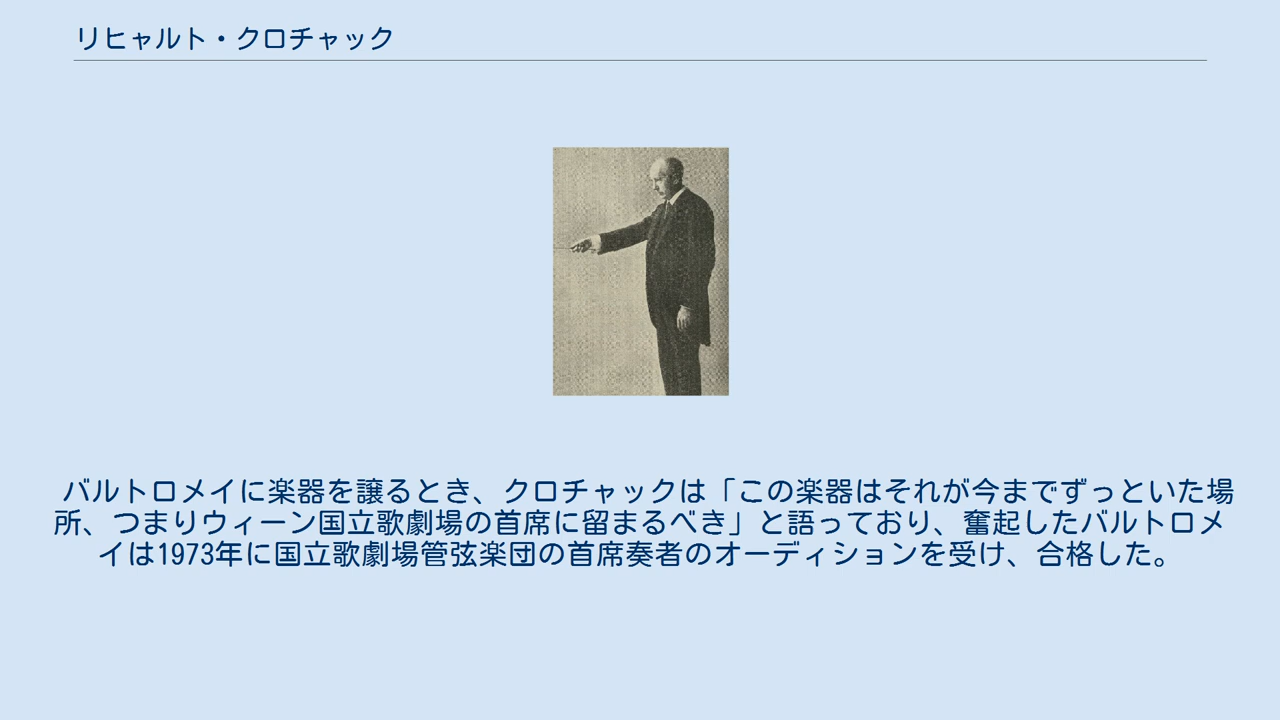 リヒャルト・クロチャック
バルトロメイに楽器を譲るとき、クロチャックは「この楽器はそれが今までずっといた場
所、つまりウィーン国立歌劇場の首席に留まるべき」と語っており、奮起したバルトロメ
イは1973年に国立歌劇場管弦楽団の首席奏者のオーディションを受け、合格した。